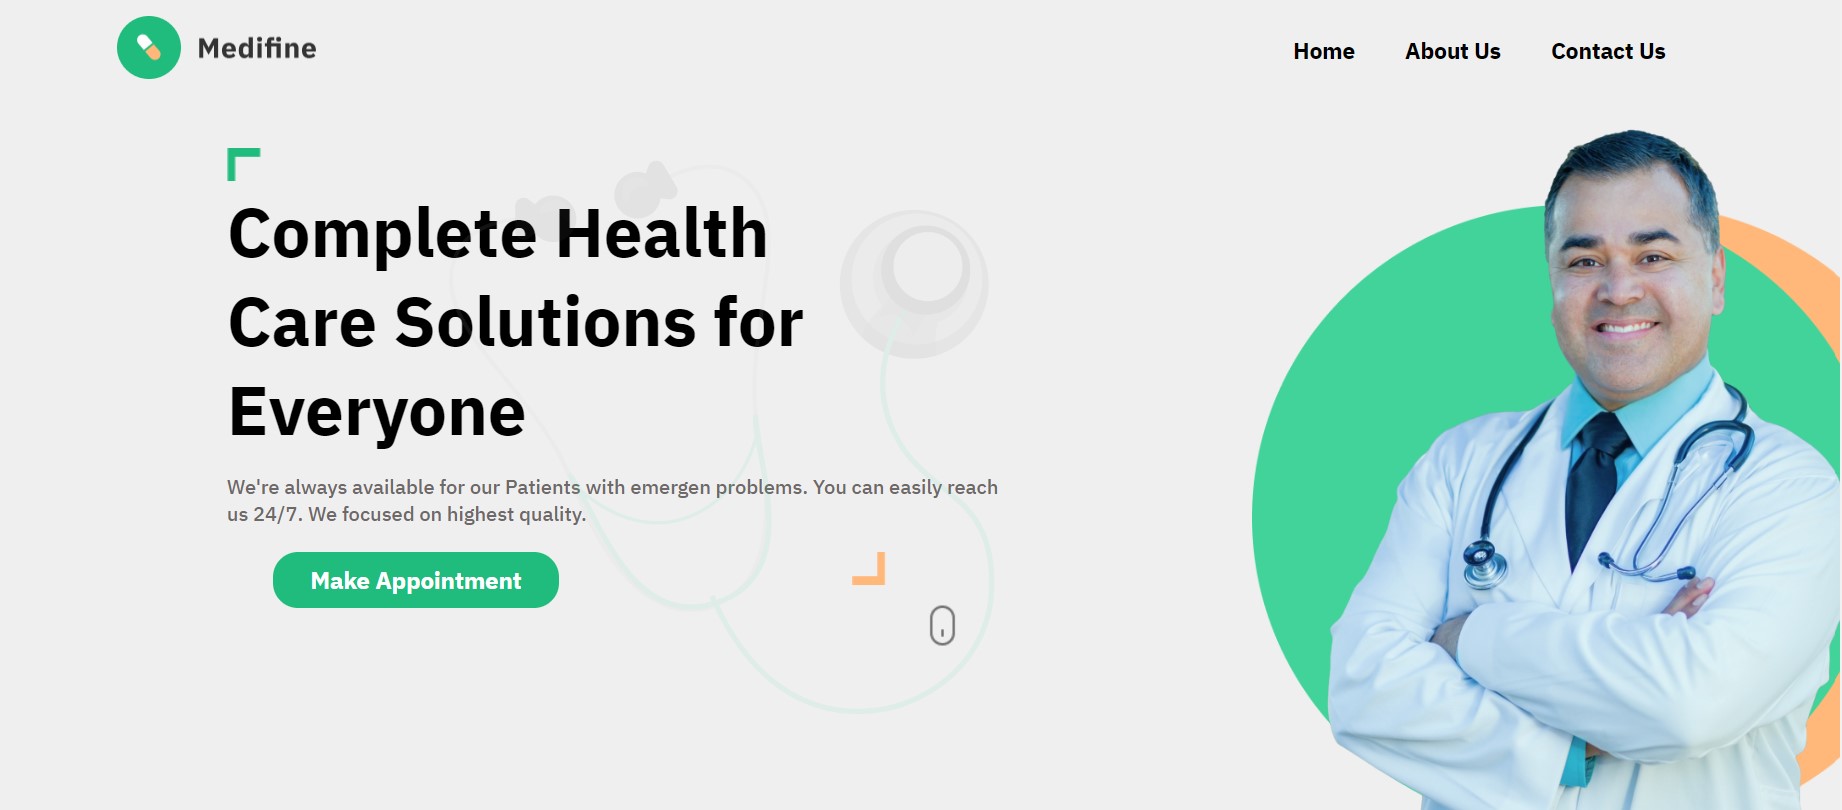 Medifine
Home
About Us
Contact Us
Complete Health
Care Solutions for
Everyone
We're always available for our Patients with emergen problems. You can easily reach
us 24/7. We focused on highest quality.
Make Appointment